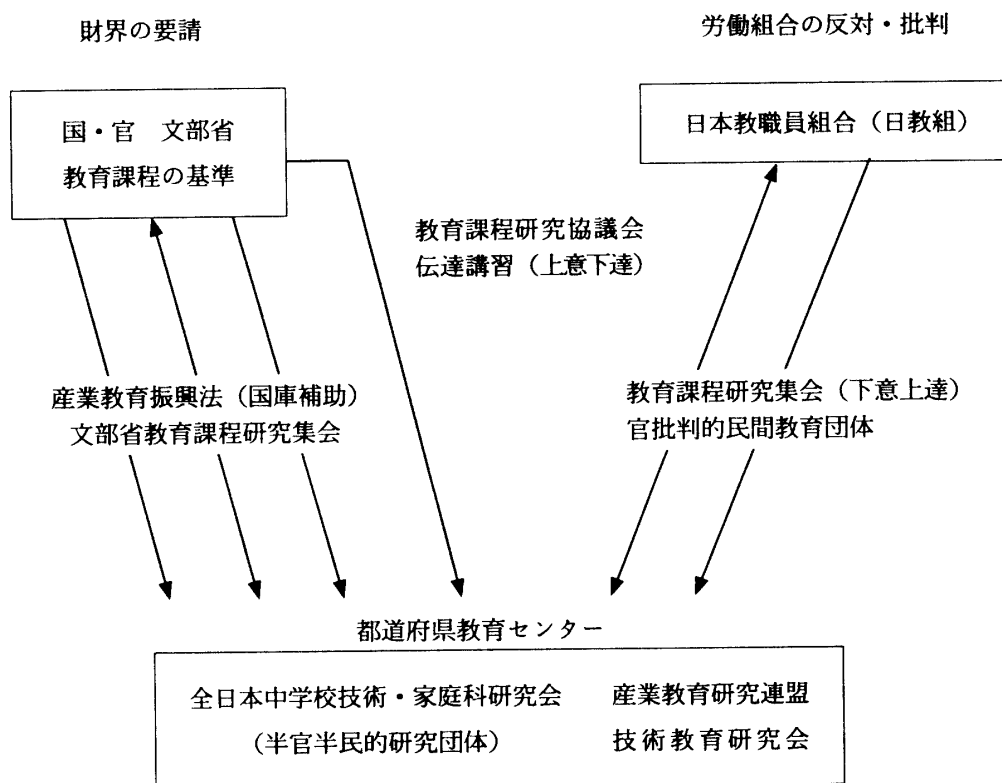 財界の要請
労働組合の反対・批判
国・官 文部省
教育課程の基準
日本教職員組合（日教組）
教育課程研究協議会
伝達講習（上意下達）
産業教育振興法（国庫補助）
文部省教育課程研究集会
教育課程研究集会（下意上達）
官批判的民間教育団体
都道府県教育センター
全日本中学校技術・家庭科研究会
（半官半民的研究団体）
産業教育研究連盟
技術教育研究会